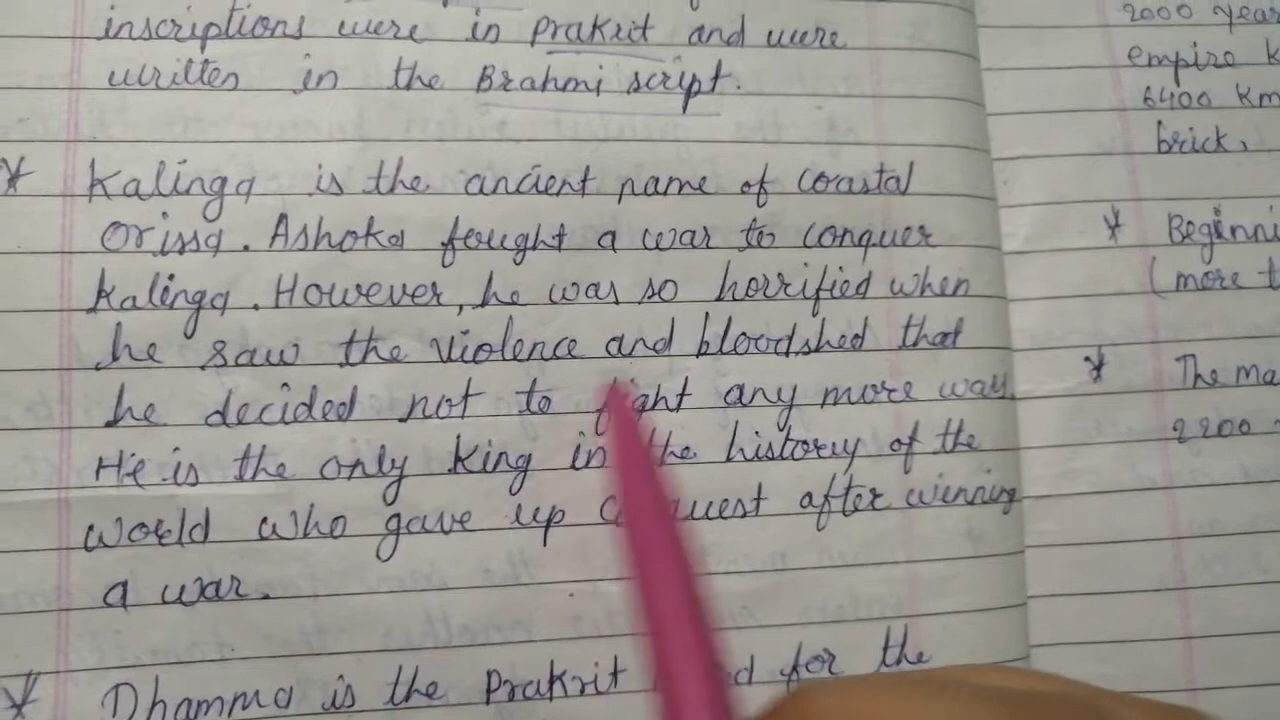 inscriptions were in prakrit and were
written in the Brahmi script.
* Kalinga is the ancient name of coastal
Orissa. Ashoka fought a war to conquer
Kalinga. However, he was so horrified when
he saw the violence and bloodshed that
he decided not to fight any more wars.
He is the only king in the history of the
world who gave up after winning
a war.
* Dhamma is the Prakrit for the
2000 year
empire
6400 Km
brick,
* Beginni
(more t
* The Ma
2200